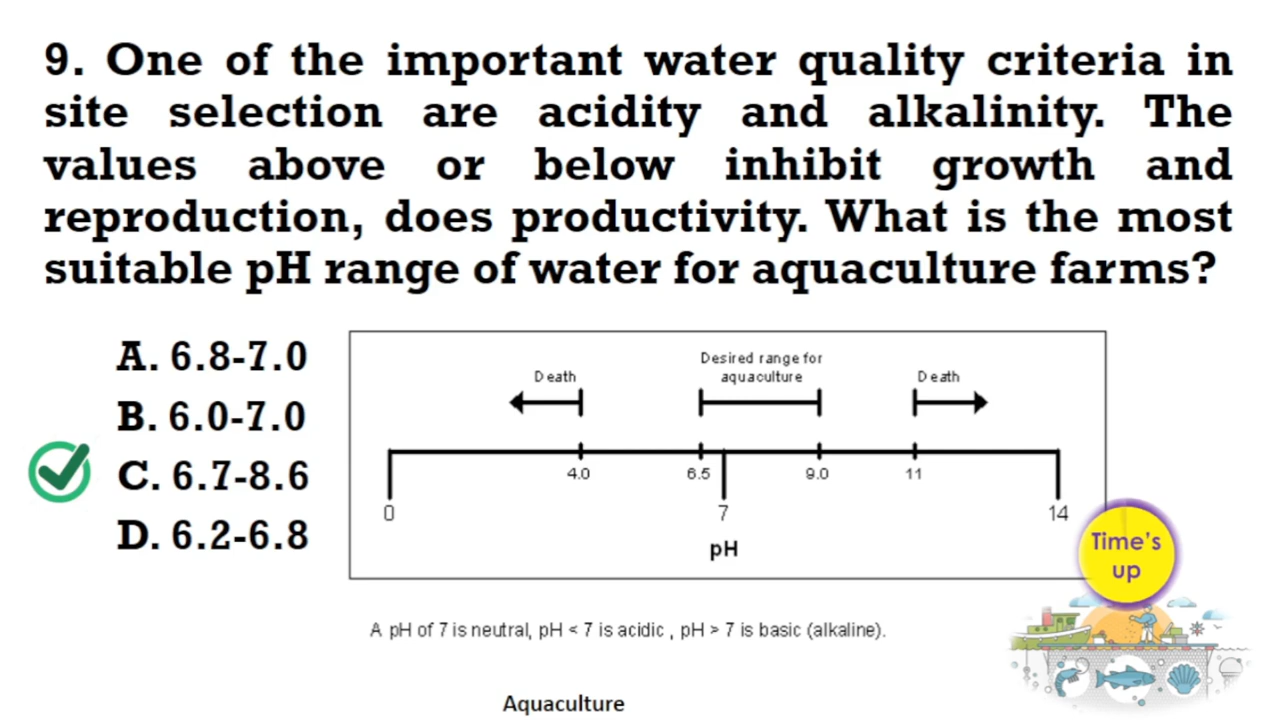 9. One of the important water quality criteria in
site selection are acidity and alkalinity. The
values above or below inhibit growth and
reproduction, does productivity. What is the most
suitable pH range of water for aquaculture farms?
A. 6.8-7.0
B. 6.0-7.0
C. 6.7-8.6
D. 6.2-6.8
Desired range for
aquaculture
Death
Death
4.0
6.5
9.0
11
0
7
14
pH
Time's
up
A pH of 7 is neutral, pH < 7 is acidic , pH > 7 is basic (alkaline).
Aquaculture